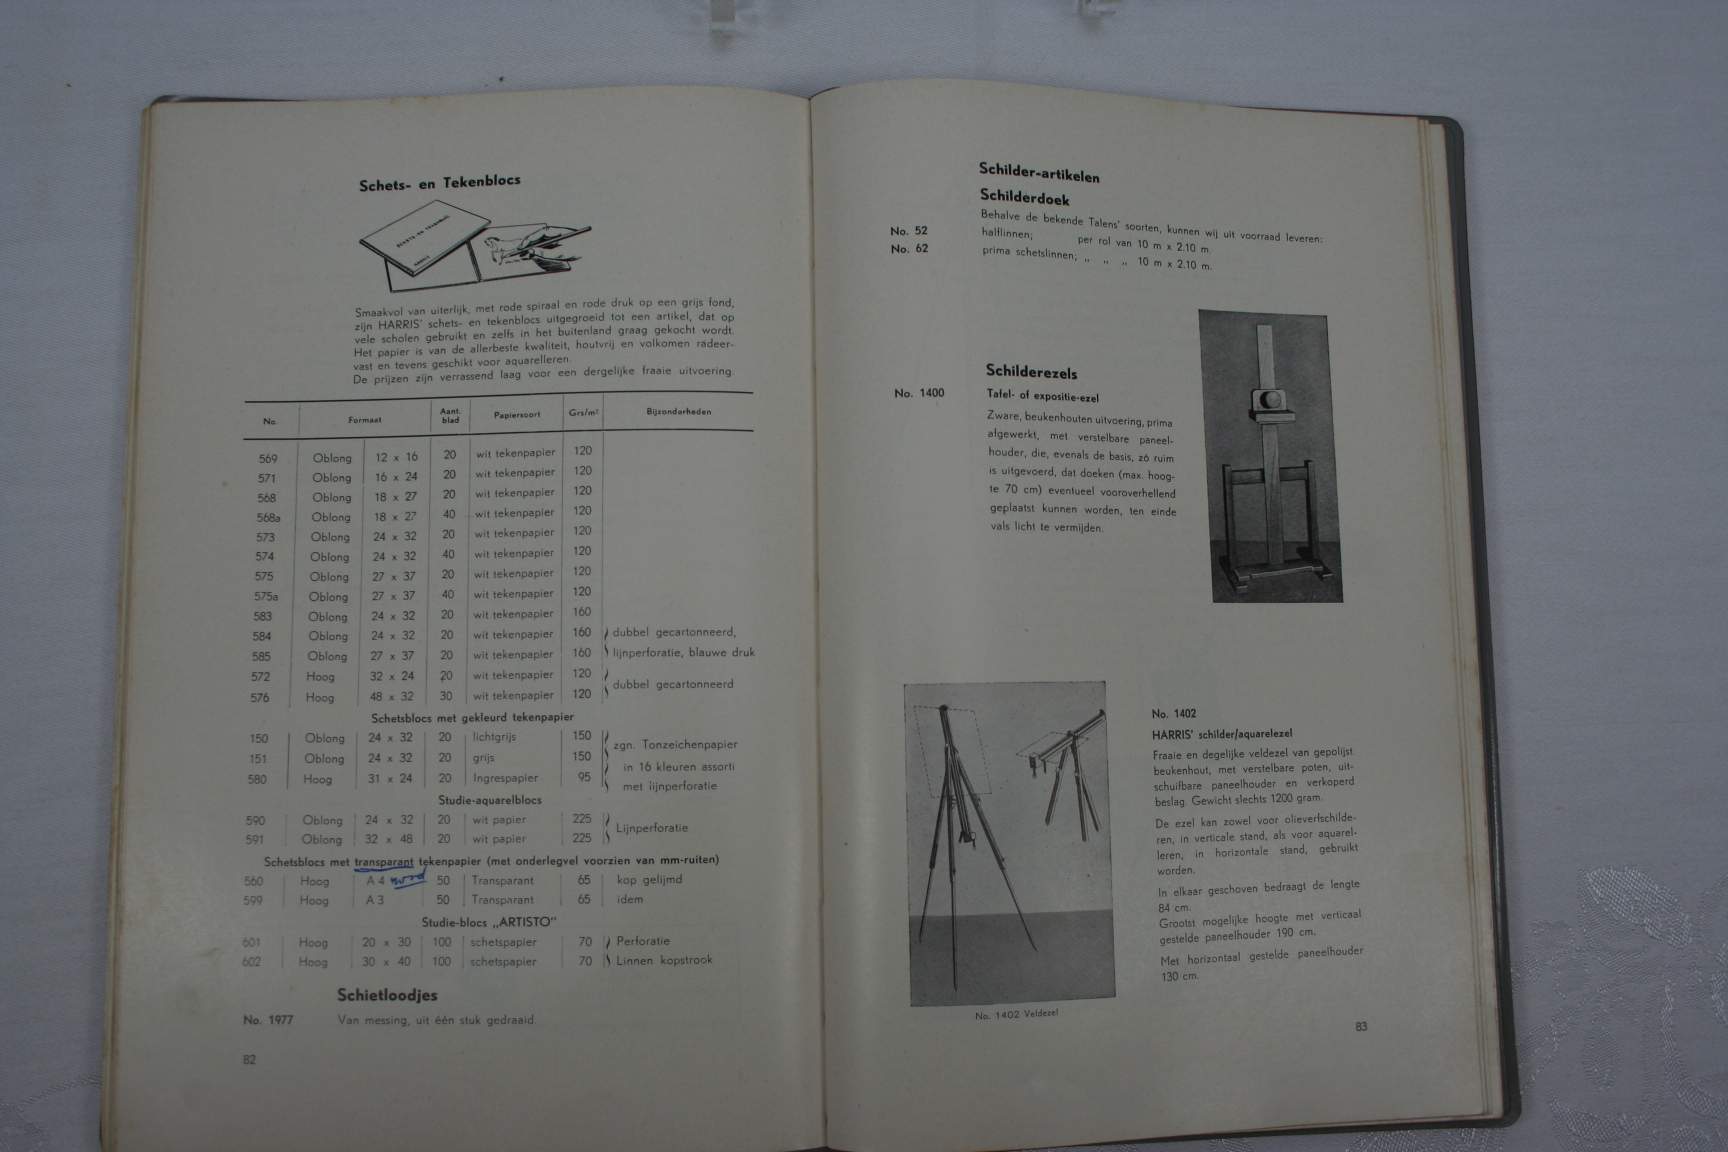 Schets- en Tekenblocs
SCHETS- EN TEKENBLOC
HARRIS
Smaakvol van uiterlijk, met rode spiraal en rode druk op een grijs fond,
zijn HARRIS' schets- en tekenblocs uitgegroeid tot een artikel, dat op
vele scholen gebruikt en zelfs in het buitenland graag gekocht wordt.
Het papier is van de allerbeste kwaliteit, houtvrij en volkomen radeer-
vast en tevens geschikt voor aquarelleren.
De prijzen zijn verrassend laag voor een dergelijke fraaie uitvoering.
No. Formaat Aant. blad Papiersoort Grs/m² Bijzonderheden
569 Oblong 12 x 16 20 wit tekenpapier 120
571 Oblong 16 x 24 20 wit tekenpapier 120
568 Oblong 18 x 27 20 wit tekenpapier 120
568a Oblong 18 x 27 40 wit tekenpapier 120
573 Oblong 24 x 32 20 wit tekenpapier 120
574 Oblong 24 x 32 40 wit tekenpapier 120
575 Oblong 27 x 37 20 wit tekenpapier 120
575a Oblong 27 x 37 40 wit tekenpapier 120
583 Oblong 24 x 32 20 wit tekenpapier 160
584 Oblong 24 x 32 20 wit tekenpapier 160 dubbel gecartonneerd,
585 Oblong 27 x 37 20 wit tekenpapier 160 lijnperforatie, blauwe druk
572 Hoog 32 x 24 20 wit tekenpapier 120
dubbel gecartonneerd
576 Hoog 48 x 32 30 wit tekenpapier 120
Schetsblocs met gekleurd tekenpapier
150 Oblong 24 x 32 20 lichtgrijs 150 zgn. Tonzeichenpapier
151 Oblong 24 x 32 20 grijs 150 in 16 kleuren assorti
580 Hoog 31 x 24 20 Ingrespapier 95 met lijnperforatie
Studie-aquarelblocs
590 Oblong 24 x 32 20 wit papier 225
Lijnperforatie
591 Oblong 32 x 48 20 wit papier 225
Schetsblocs met transparant tekenpapier (met onderlegvel voorzien van mm-ruiten)
560 Hoog A 4 50 Transparant 65 kop gelijmd
599 Hoog A 3 50 Transparant 65 idem
Studie-blocs „ARTISTO"
601 Hoog 20 x 30 100 schetspapier 70 Perforatie
602 Hoog 30 x 40 100 schetspapier 70 Linnen kopstrook
Schietloodjes
No. 1977 Van messing, uit één stuk gedraaid.
82
Schilder-artikelen
Schilderdoek
Behalve de bekende Talens' soorten, kunnen wij uit voorraad leveren:
No. 52 halflinnen; per rol van 10 m x 2.10 m.
No. 62 prima schetslinnen; „ „ „ 10 m x 2.10 m.
Schilderezels
No. 1400 Tafel- of expositie-ezel
Zware, beukenhouten uitvoering, prima
afgewerkt, met verstelbare paneel-
houder, die, evenals de basis, zó ruim
is uitgevoerd, dat doeken (max. hoog-
te 70 cm) eventueel vooroverhellend
geplaatst kunnen worden, ten einde
vals licht te vermijden.
No. 1402
HARRIS' schilder/aquarelezel
Fraaie en degelijke veldezel van gepolijst
beukenhout, met verstelbare poten, uit-
schuifbare paneelhouder en verkoperd
beslag. Gewicht slechts 1200 gram.
De ezel kan zowel voor olieverfschilde-
ren, in verticale stand, als voor aquarel-
leren, in horizontale stand, gebruikt
worden.
In elkaar geschoven bedraagt de lengte
84 cm.
Grootst mogelijke hoogte met verticaal
gestelde paneelhouder 190 cm.
Met horizontaal gestelde paneelhouder
130 cm.
No. 1402 Veldezel
83